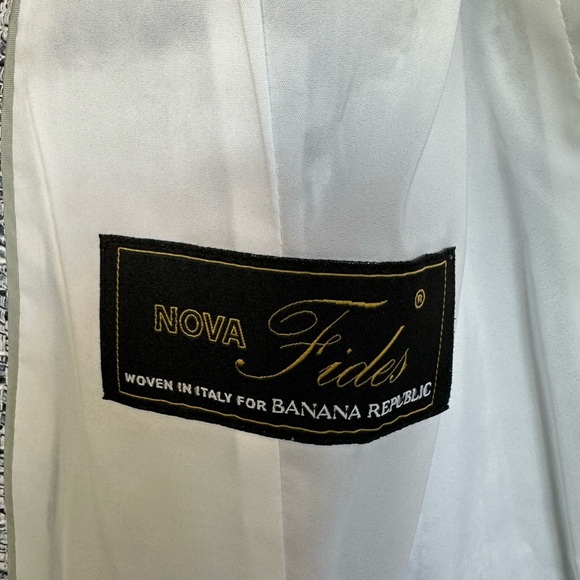 NOVA Fides ®
WOVEN IN ITALY FOR BANANA REPUBLIC